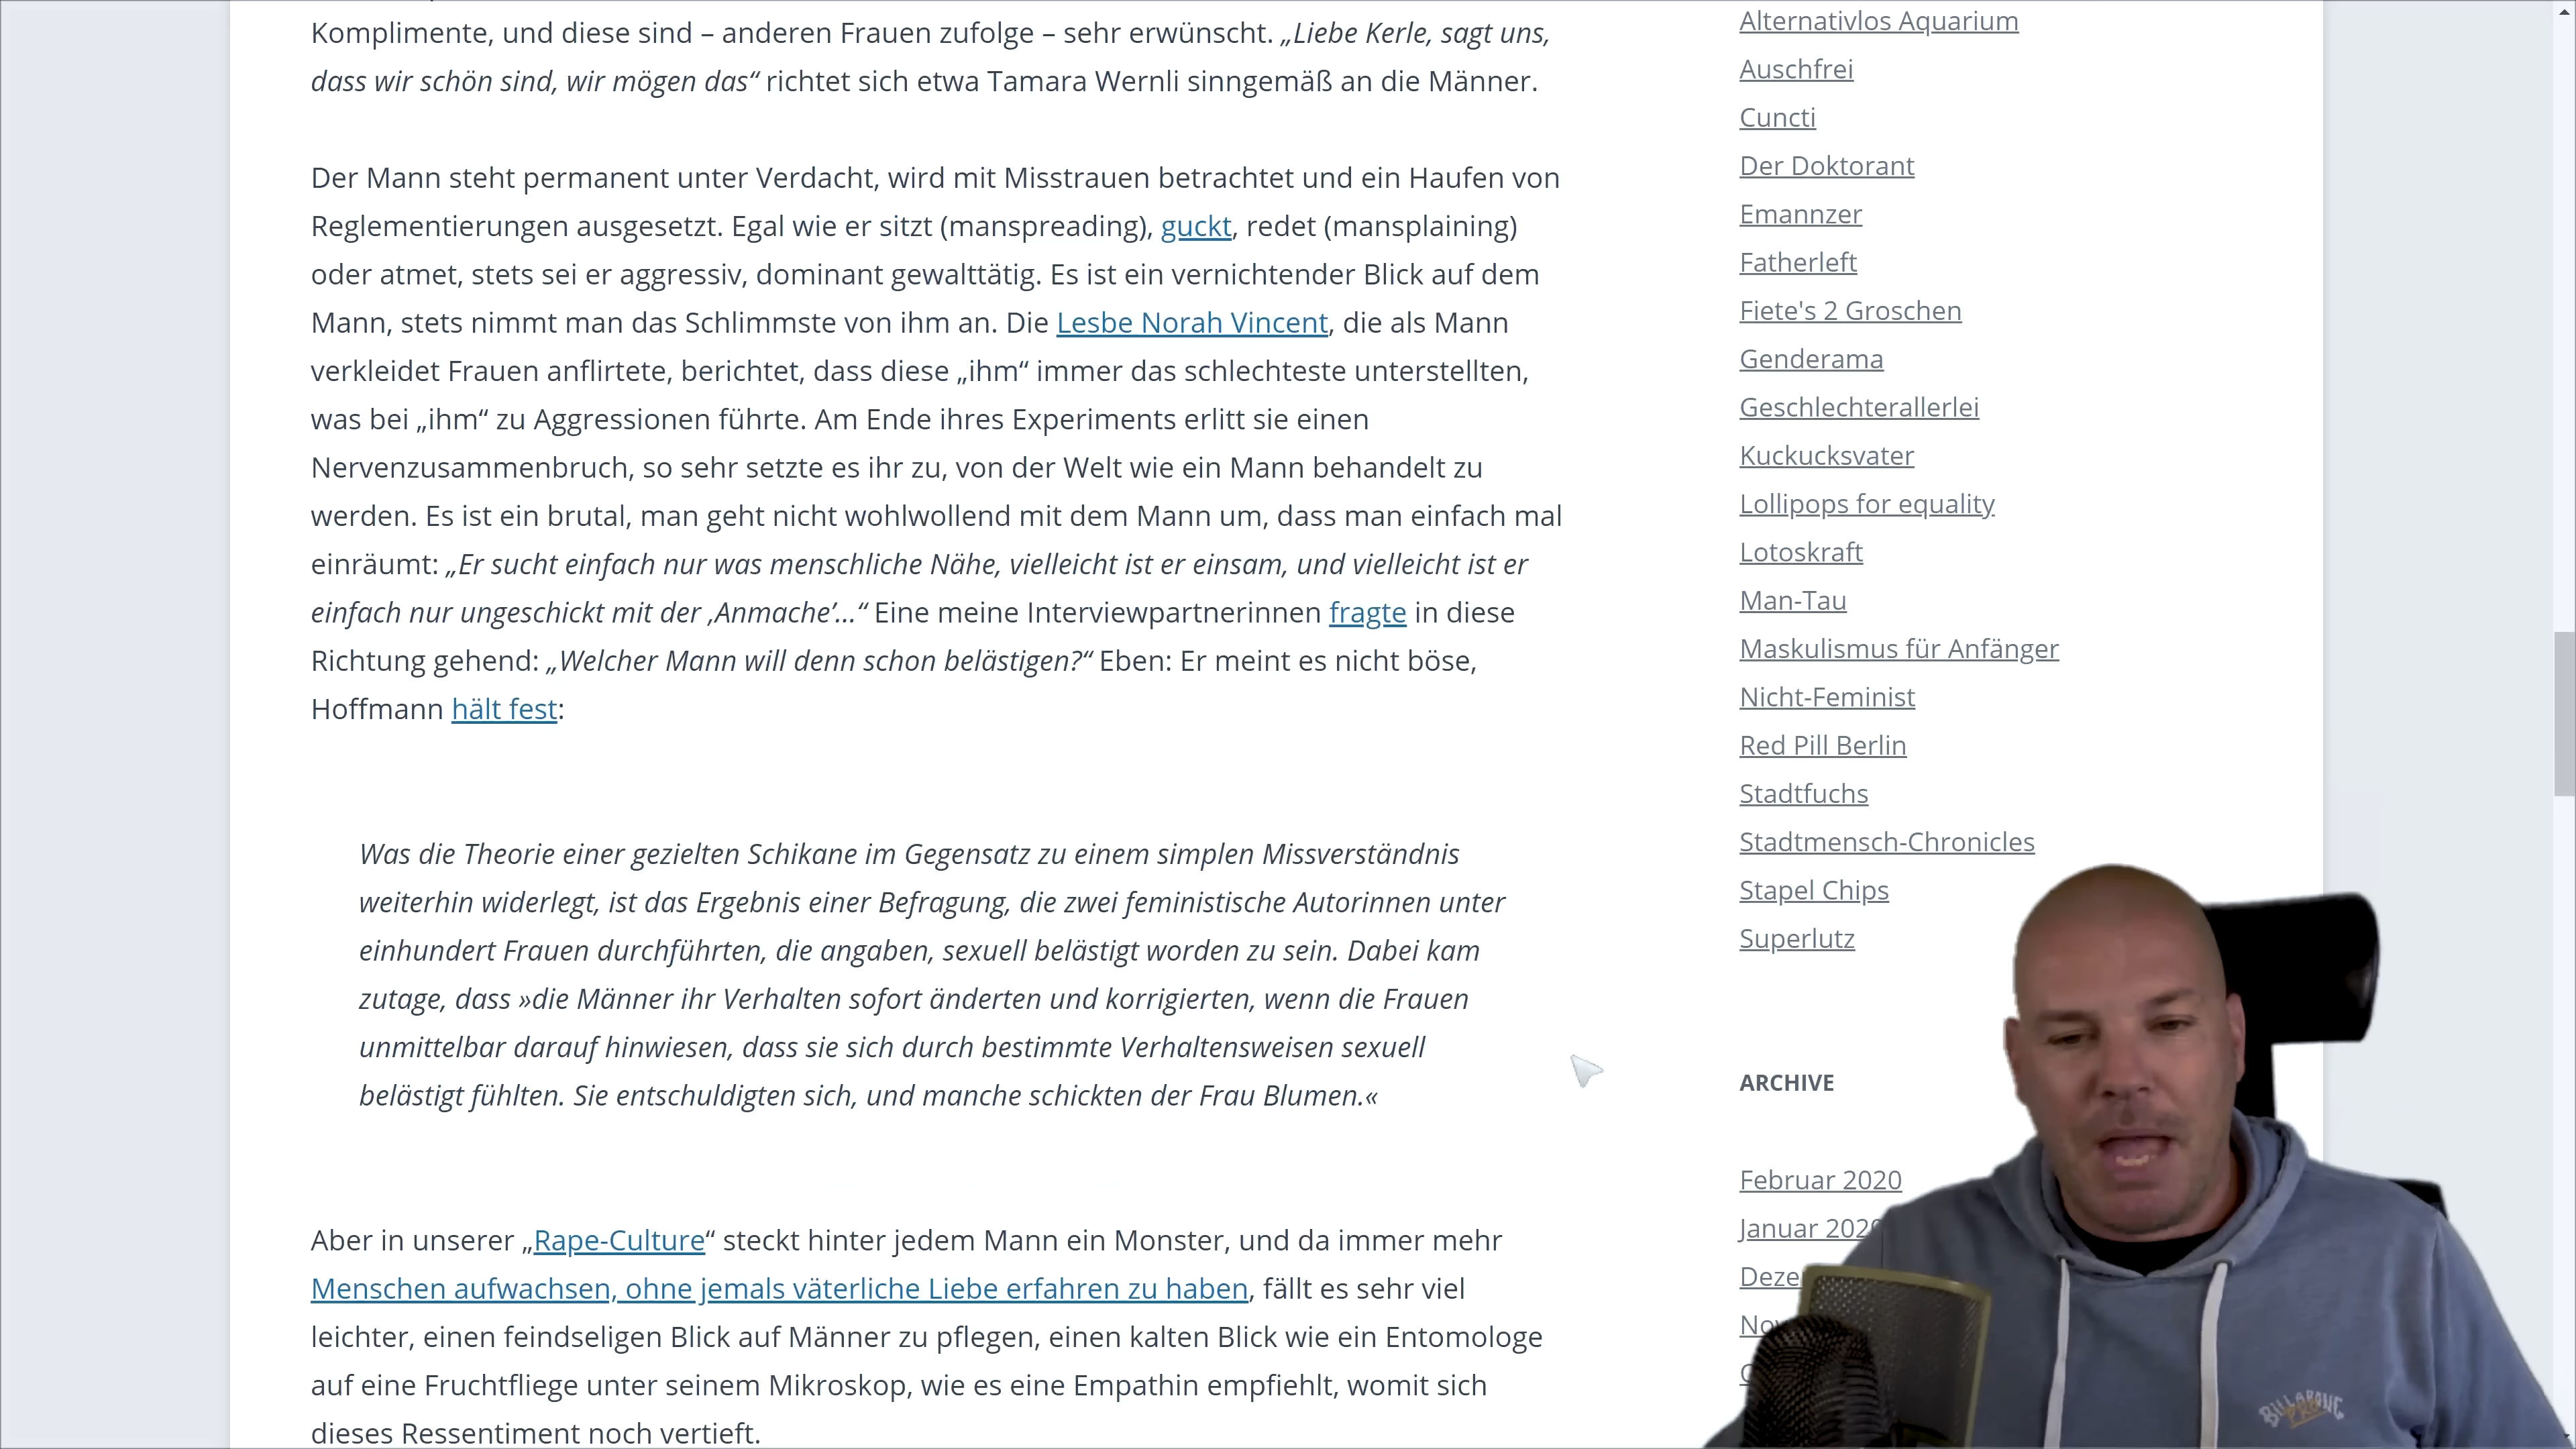 Komplimente, und diese sind – anderen Frauen zufolge – sehr erwünscht. „Liebe Kerle, sagt uns,
dass wir schön sind, wir mögen das“ richtet sich etwa Tamara Wernli sinngemäß an die Männer.
Der Mann steht permanent unter Verdacht, wird mit Misstrauen betrachtet und ein Haufen von
Reglementierungen ausgesetzt. Egal wie er sitzt (manspreading), guckt, redet (mansplaining)
oder atmet, stets sei er aggressiv, dominant gewalttätig. Es ist ein vernichtender Blick auf dem
Mann, stets nimmt man das Schlimmste von ihm an. Die Lesbe Norah Vincent, die als Mann
verkleidet Frauen anflirtete, berichtet, dass diese „ihm“ immer das schlechteste unterstellten,
was bei „ihm“ zu Aggressionen führte. Am Ende ihres Experiments erlitt sie einen
Nervenzusammenbruch, so sehr setzte es ihr zu, von der Welt wie ein Mann behandelt zu
werden. Es ist ein brutal, man geht nicht wohlwollend mit dem Mann um, dass man einfach mal
einräumt: „Er sucht einfach nur was menschliche Nähe, vielleicht ist er einsam, und vielleicht ist er
einfach nur ungeschickt mit der ‚Anmache’…“ Eine meine Interviewpartnerinnen fragte in diese
Richtung gehend: „Welcher Mann will denn schon belästigen?“ Eben: Er meint es nicht böse,
Hoffmann hält fest:
Was die Theorie einer gezielten Schikane im Gegensatz zu einem simplen Missverständnis
weiterhin widerlegt, ist das Ergebnis einer Befragung, die zwei feministische Autorinnen unter
einhundert Frauen durchführten, die angaben, sexuell belästigt worden zu sein. Dabei kam
zutage, dass »die Männer ihr Verhalten sofort änderten und korrigierten, wenn die Frauen
unmittelbar darauf hinwiesen, dass sie sich durch bestimmte Verhaltensweisen sexuell
belästigt fühlten. Sie entschuldigten sich, und manche schickten der Frau Blumen.«
Aber in unserer „Rape-Culture“ steckt hinter jedem Mann ein Monster, und da immer mehr
Menschen aufwachsen, ohne jemals väterliche Liebe erfahren zu haben, fällt es sehr viel
leichter, einen feindseligen Blick auf Männer zu pflegen, einen kalten Blick wie ein Entomologe
auf eine Fruchtfliege unter seinem Mikroskop, wie es eine Empathin empfiehlt, womit sich
dieses Ressentiment noch vertieft.
Alternativlos Aquarium
Auschfrei
Cuncti
Der Doktorant
Emannzer
Fatherleft
Fiete's 2 Groschen
Genderama
Geschlechterallerlei
Kuckucksvater
Lollipops for equality
Lotoskraft
Man-Tau
Maskulismus für Anfänger
Nicht-Feminist
Red Pill Berlin
Stadtfuchs
Stadtmensch-Chronicles
Stapel Chips
Superlutz
ARCHIVE
Februar 2020
Januar 202
Deze
No
BILLABONG